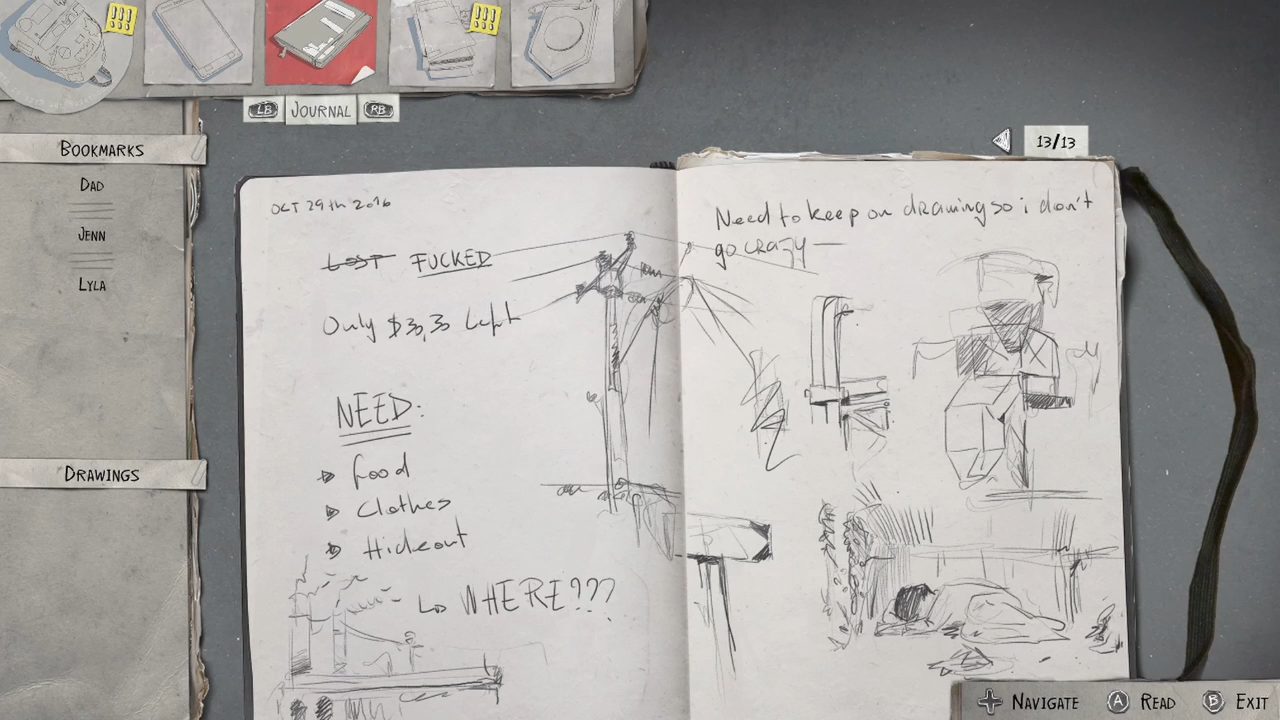 LB JOURNAL RB
BOOKMARKS
DAD
JENN
LYLA
DRAWINGS
13/13
OCT 29th 2016
LOST FUCKED
Only $33,33 Left
NEED:
Food
Clothes
Hideout
WHERE???
Need to keep on drawing so i don't
go crazy —
NAVIGATE A READ B EXIT